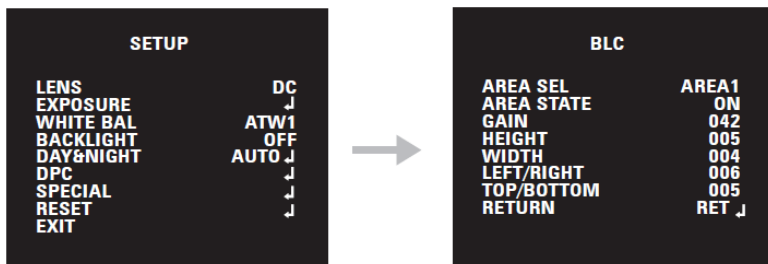 SETUP
LENS DC
EXPOSURE ↲
WHITE BAL ATW1
BACKLIGHT OFF
DAY&NIGHT AUTO ↲
DPC ↲
SPECIAL ↲
RESET ↲
EXIT
BLC
AREA SEL AREA1
AREA STATE ON
GAIN 042
HEIGHT 005
WIDTH 004
LEFT/RIGHT 006
TOP/BOTTOM 005
RETURN RET ↲